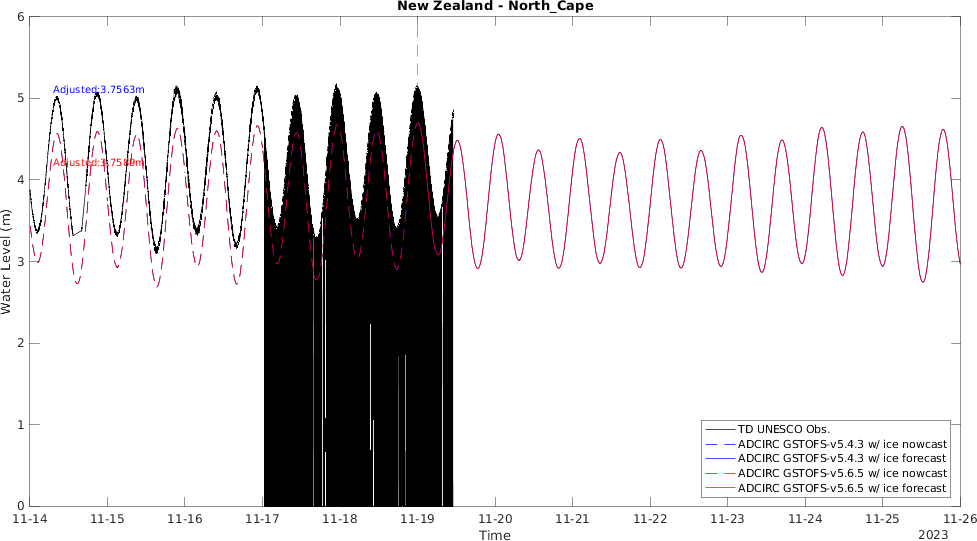 New Zealand - North_Cape
6
5
4
3
2
1
0
Water Level (m)
Adjusted:3.7563m
Adjusted:3.7589m
TD UNESCO Obs.
ADCIRC GSTOFS-v5.4.3 w/ ice nowcast
ADCIRC GSTOFS-v5.4.3 w/ ice forecast
ADCIRC GSTOFS-v5.6.5 w/ ice nowcast
ADCIRC GSTOFS-v5.6.5 w/ ice forecast
11-14 11-15 11-16 11-17 11-18 11-19 11-20 11-21 11-22 11-23 11-24 11-25 11-26
Time
2023